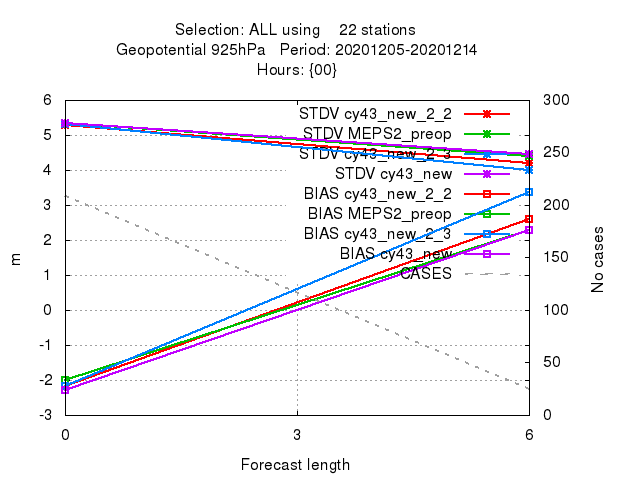 Selection: ALL using    22 stations
Geopotential 925hPa   Period: 20201205-20201214
Hours: {00}
6 300
STDV cy43_new_2_2
5 250
STDV MEPS2_preop
STDV cy43_new_2_3
4 200
STDV cy43_new
3 150
BIAS cy43_new_2_2
2 100
BIAS MEPS2_preop
BIAS cy43_new_2_3
1 50
BIAS cy43_new
CASES
0 0
-1
-2
-3
m
No cases
0 3 6
Forecast length